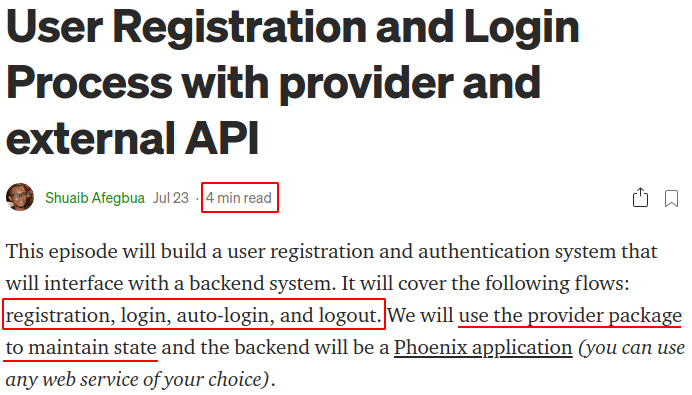 User Registration and Login
Process with provider and
external API
Shuaib Afegbua Jul 23 · 4 min read
This episode will build a user registration and authentication system that
will interface with a backend system. It will cover the following flows:
registration, login, auto-login, and logout. We will use the provider package
to maintain state and the backend will be a Phoenix application (you can use
any web service of your choice).